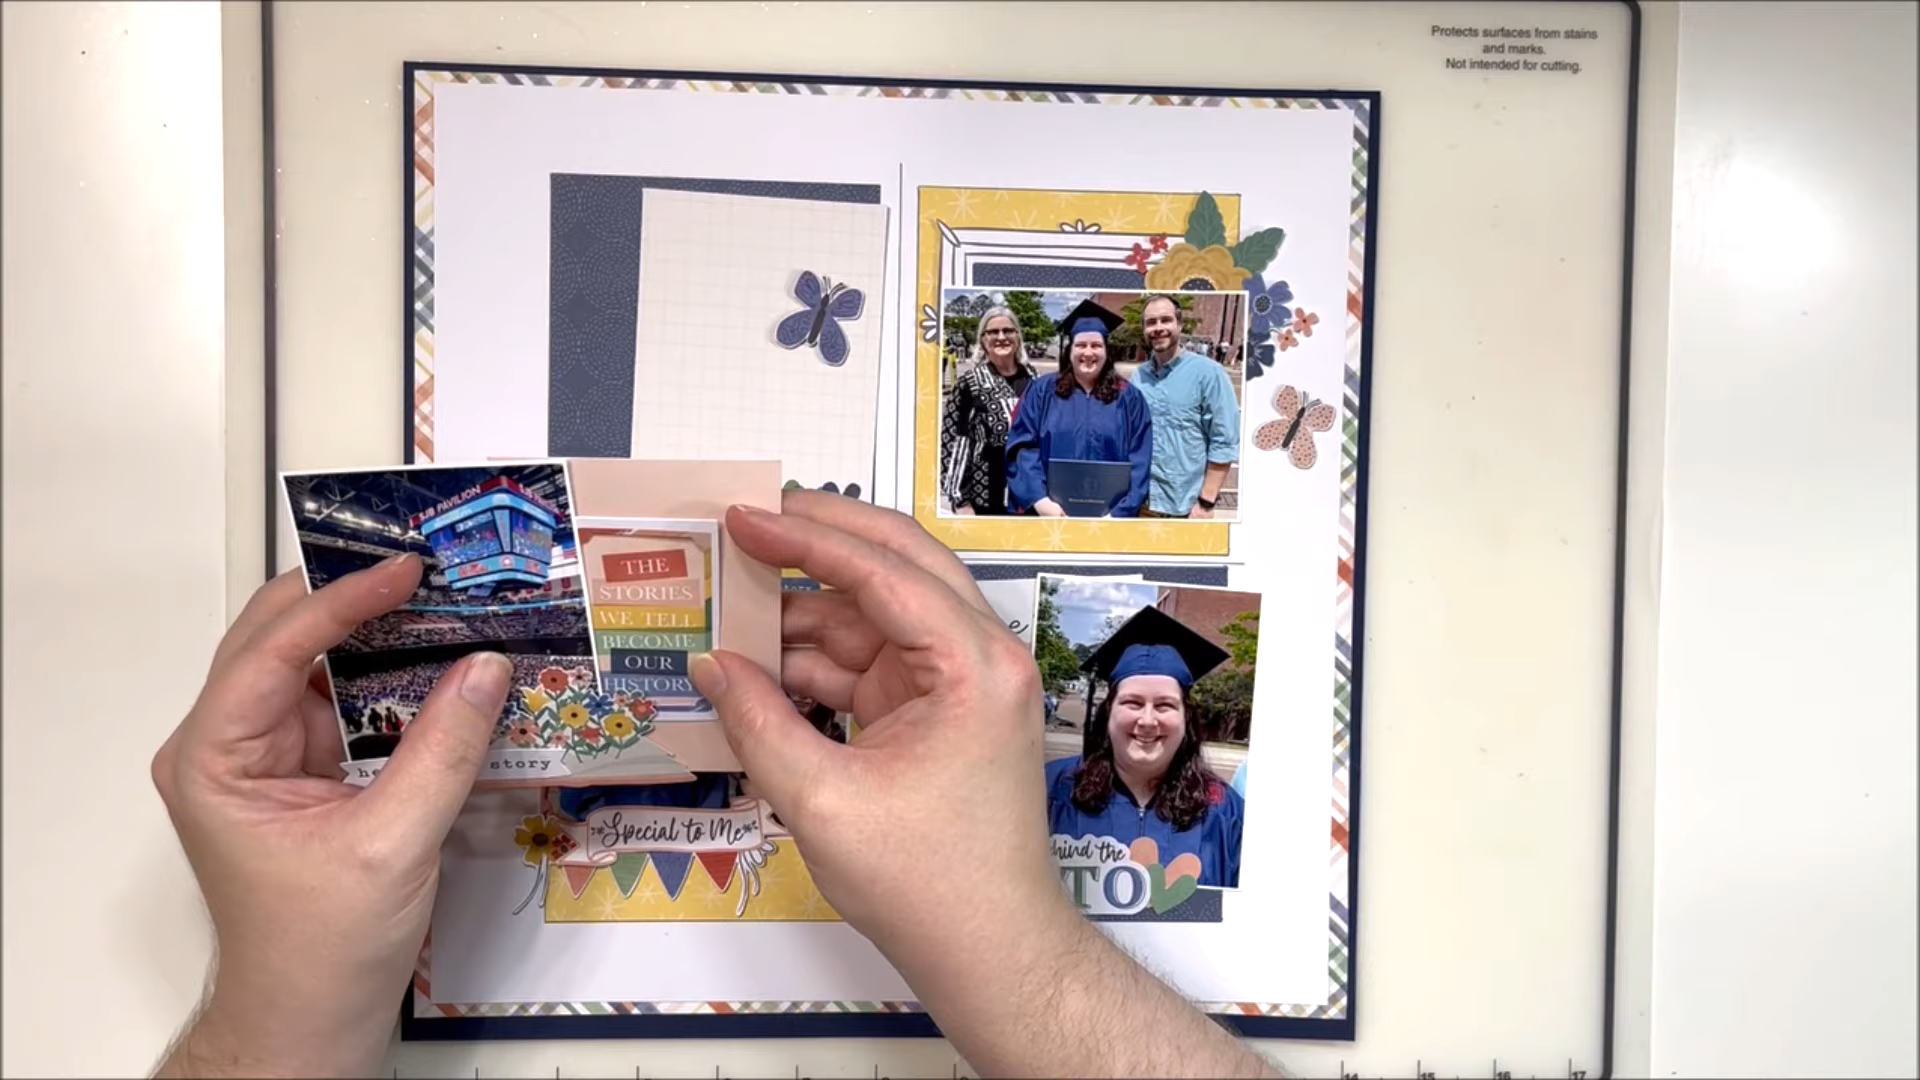 Protects surfaces from stains
and marks.
Not intended for cutting.
SJB PAVILION
THE
STORIES
WE TELL
BECOME
OUR
HISTORY
story
Special to Me
the
TO
14
15
16
17